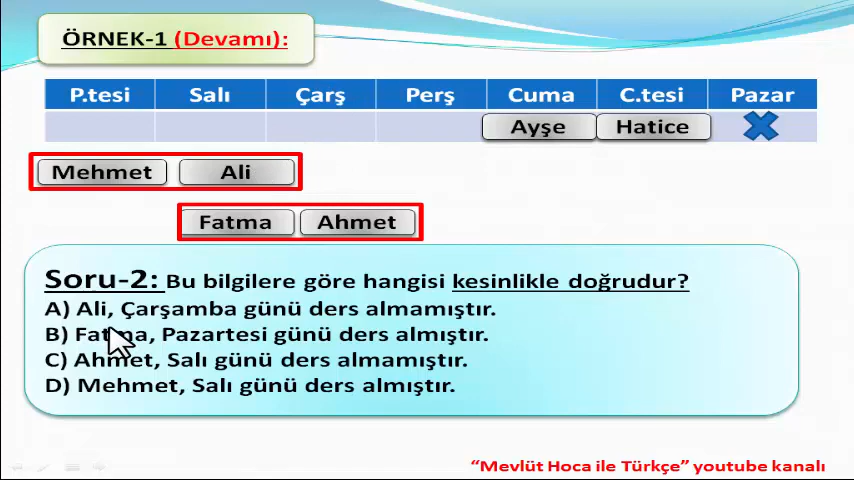 ÖRNEK-1 (Devamı):
P.tesi Salı Çarş Perş Cuma C.tesi Pazar
Ayşe Hatice
Mehmet Ali
Fatma Ahmet
Soru-2: Bu bilgilere göre hangisi kesinlikle doğrudur?
A) Ali, Çarşamba günü ders almamıştır.
B) Fatma, Pazartesi günü ders almıştır.
C) Ahmet, Salı günü ders almamıştır.
D) Mehmet, Salı günü ders almıştır.
“Mevlüt Hoca ile Türkçe” youtube kanalı